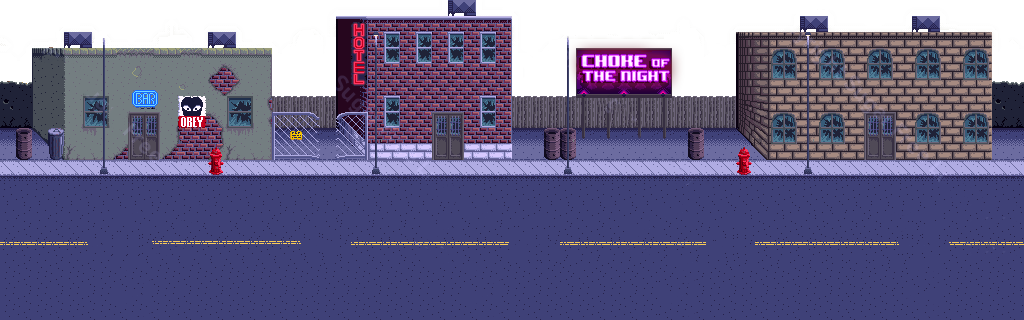 HOTEL
CHOKE OF
THE NIGHT
BAR
OBEY